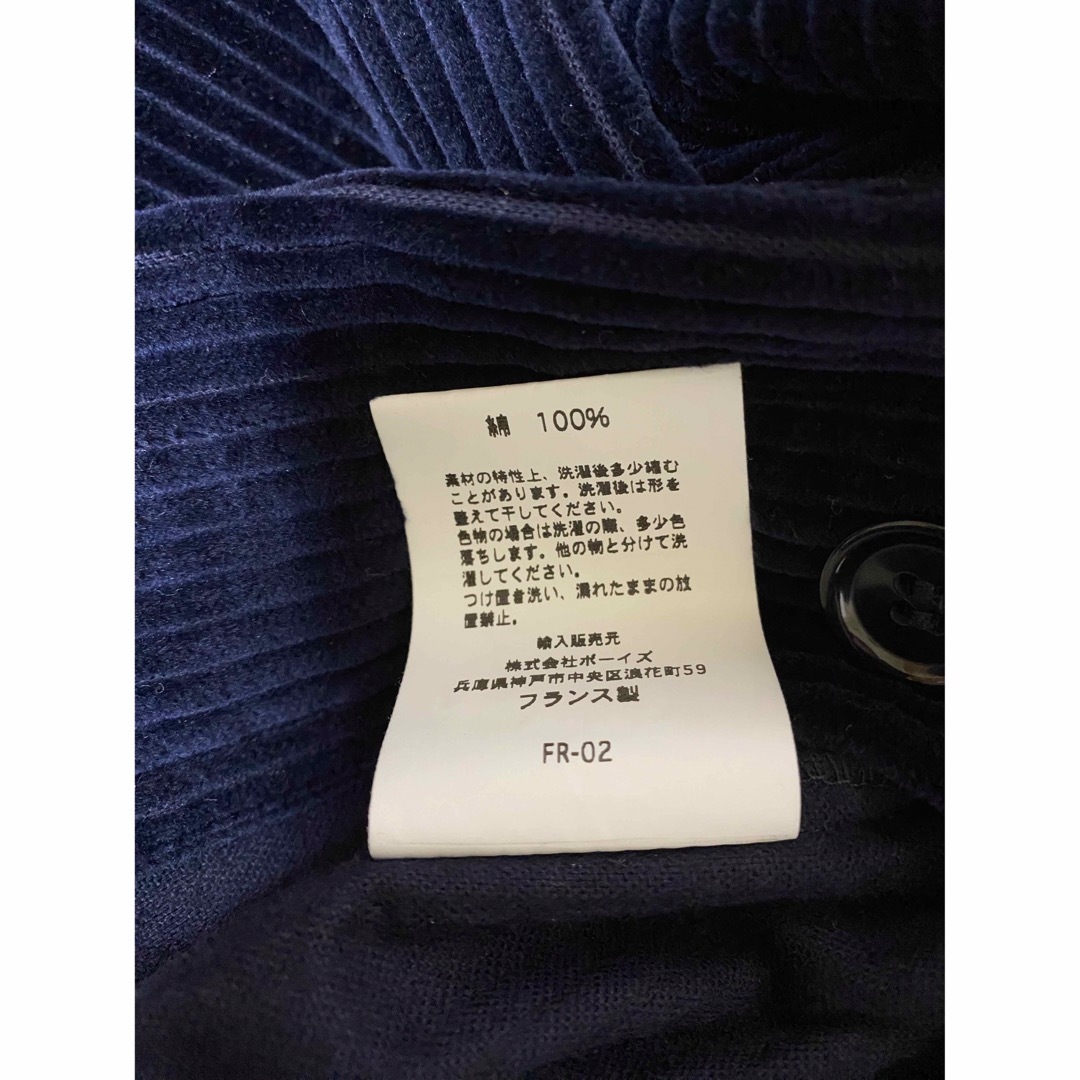 綿 100%
素材の特性上、洗濯後多少縮む
ことがあります。洗濯後は形を
整えて干してください。
色物の場合は洗濯の際、多少色
落ちします。他の物と分けて洗
濯してください。
つけ置き洗い、濡れたままの放
置禁止。
輸入販売元
株式会社ボーイズ
兵庫県神戸市中央区浪花町59
フランス製
FR-02